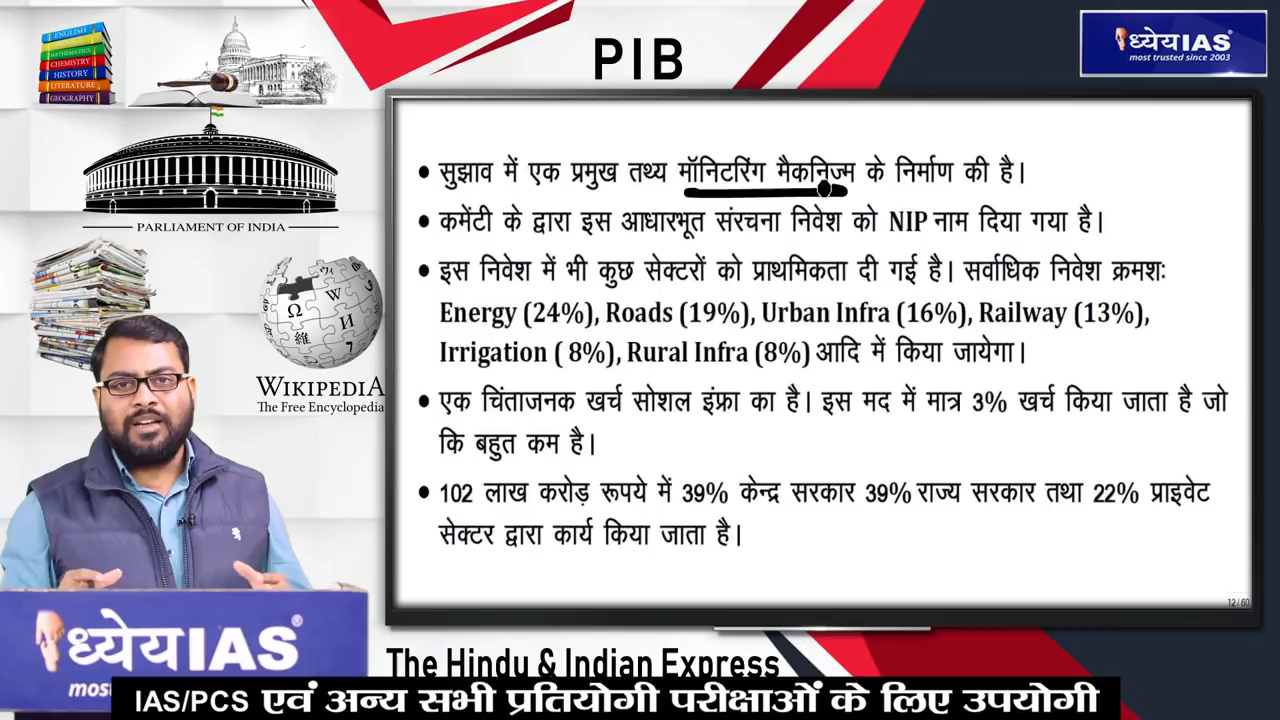 ENGLISH
MATHEMATICS
CHEMISTRY
HISTORY
LITERATURE
GEOGRAPHY
PIB
ध्येयIAS
most trusted since 2003
PARLIAMENT OF INDIA
WIKIPEDIA
The Free Encyclopedia
• सुझाव में एक प्रमुख तथ्य मॉनिटरिंग मैकनिज्म के निर्माण की है।
• कमेंटी के द्वारा इस आधारभूत संरचना निवेश को NIP नाम दिया गया है।
• इस निवेश में भी कुछ सेक्टरों को प्राथमिकता दी गई है। सर्वाधिक निवेश क्रमशः
Energy (24%), Roads (19%), Urban Infra (16%), Railway (13%),
Irrigation ( 8%), Rural Infra (8%) आदि में किया जायेगा।
• एक चिंताजनक खर्च सोशल इंफ्रा का है। इस मद में मात्र 3% खर्च किया जाता है जो
कि बहुत कम है।
• 102 लाख करोड़ रूपये में 39% केन्द्र सरकार 39% राज्य सरकार तथा 22% प्राइवेट
सेक्टर द्वारा कार्य किया जाता है।
12 / 60
ध्येयIAS
most
The Hindu & Indian Express
IAS/PCS एवं अन्य सभी प्रतियोगी परीक्षाओं के लिए उपयोगी